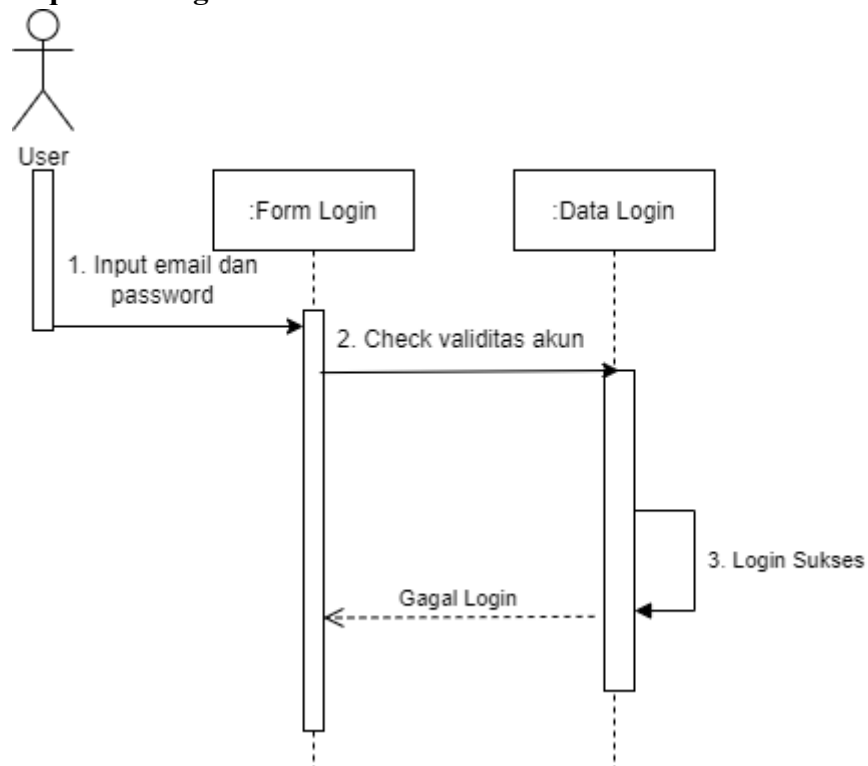 User
:Form Login
:Data Login
1. Input email dan
password
2. Check validitas akun
3. Login Sukses
Gagal Login